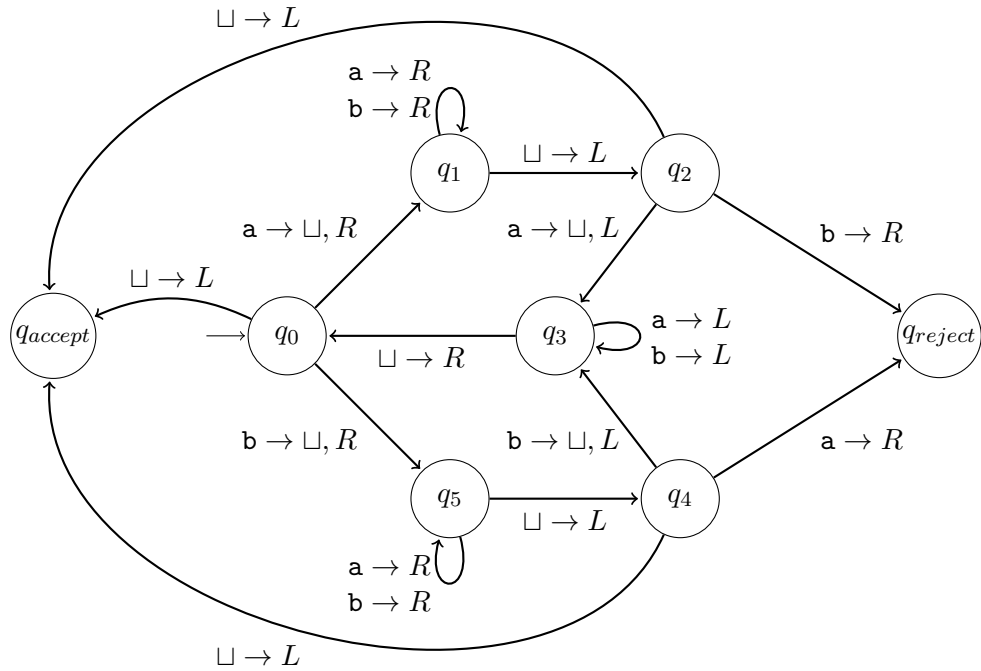 ⊔ → L
a → R
b → R
q₁
⊔ → L
q₂
a → ⊔, R
a → ⊔, L
b → R
⊔ → L
q_accept
q₀
⊔ → R
q₃
a → L
b → L
q_reject
b → ⊔, R
b → ⊔, L
a → R
q₅
⊔ → L
q₄
a → R
b → R
⊔ → L